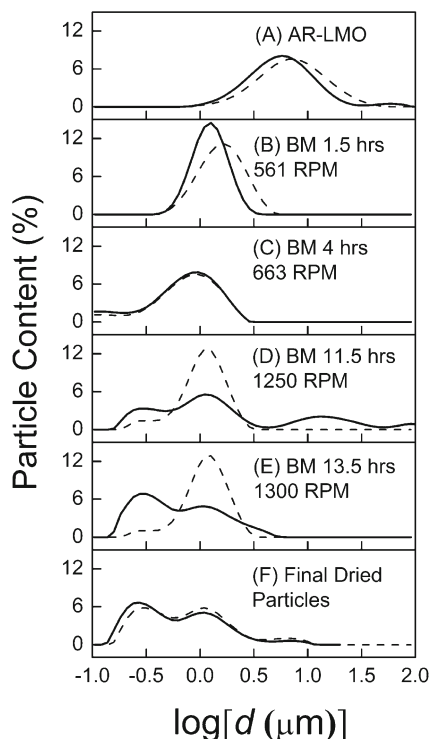 (A) AR-LMO
12
6
0
(B) BM 1.5 hrs
561 RPM
12
6
0
(C) BM 4 hrs
663 RPM
12
6
0
(D) BM 11.5 hrs
1250 RPM
12
6
0
(E) BM 13.5 hrs
1300 RPM
12
6
0
(F) Final Dried
Particles
12
6
0
-1.0 -0.5 0.0 0.5 1.0 1.5 2.0
Particle Content (%)
log[d (μm)]